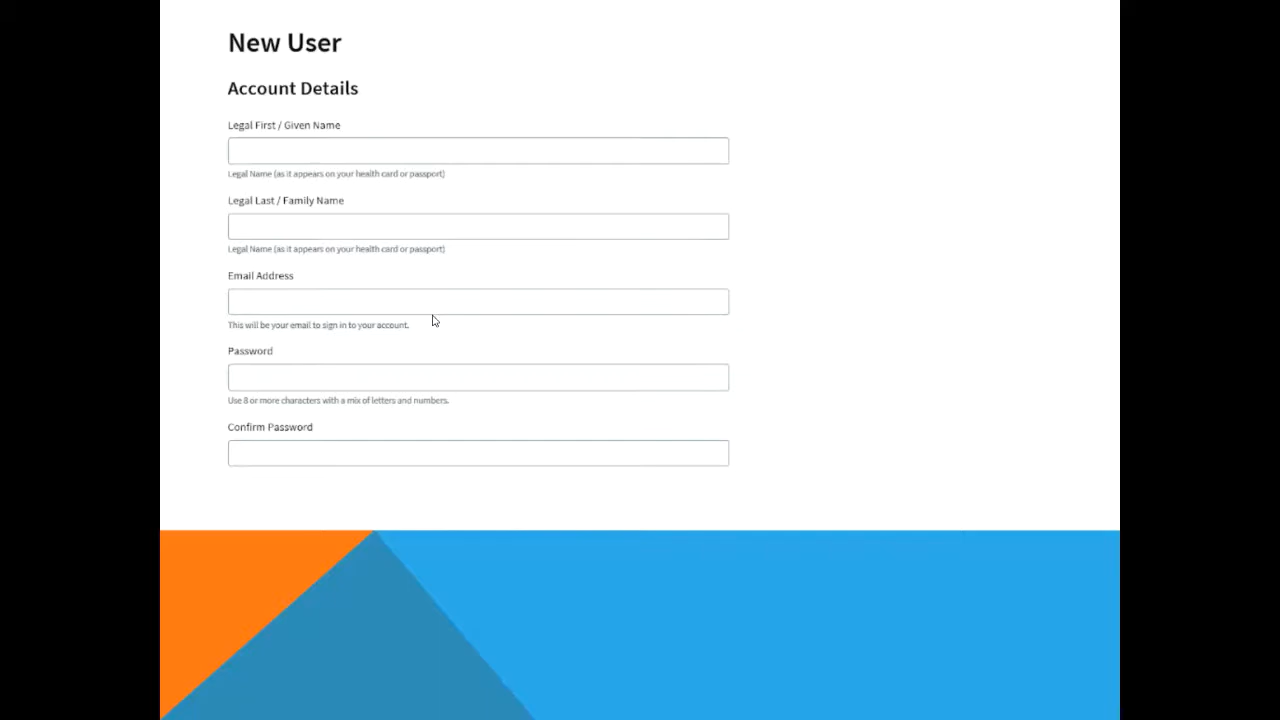 New User
Account Details
Legal First / Given Name
Legal Name (as it appears on your health card or passport)
Legal Last / Family Name
Legal Name (as it appears on your health card or passport)
Email Address
This will be your email to sign in to your account.
Password
Use 8 or more characters with a mix of letters and numbers.
Confirm Password